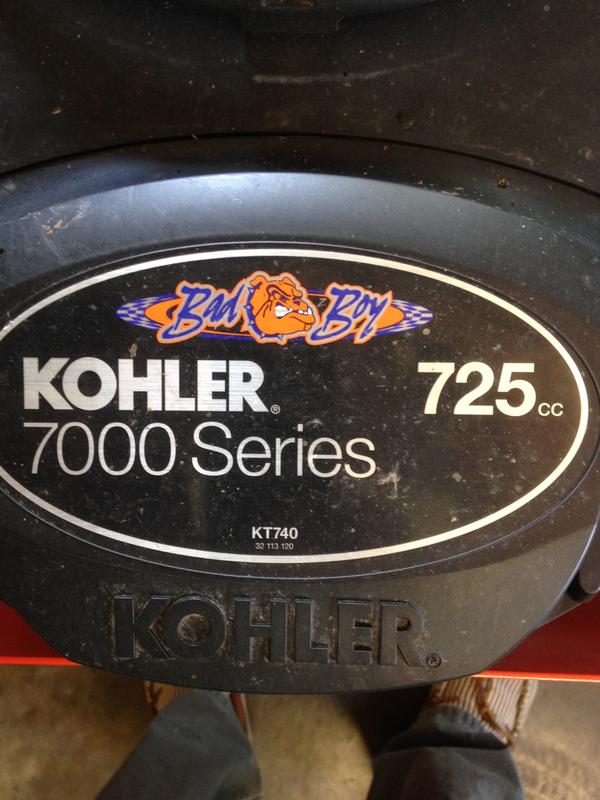 Bad Boy
KOHLER® 725cc
7000 Series
KT740
32 113 120
KOHLER®